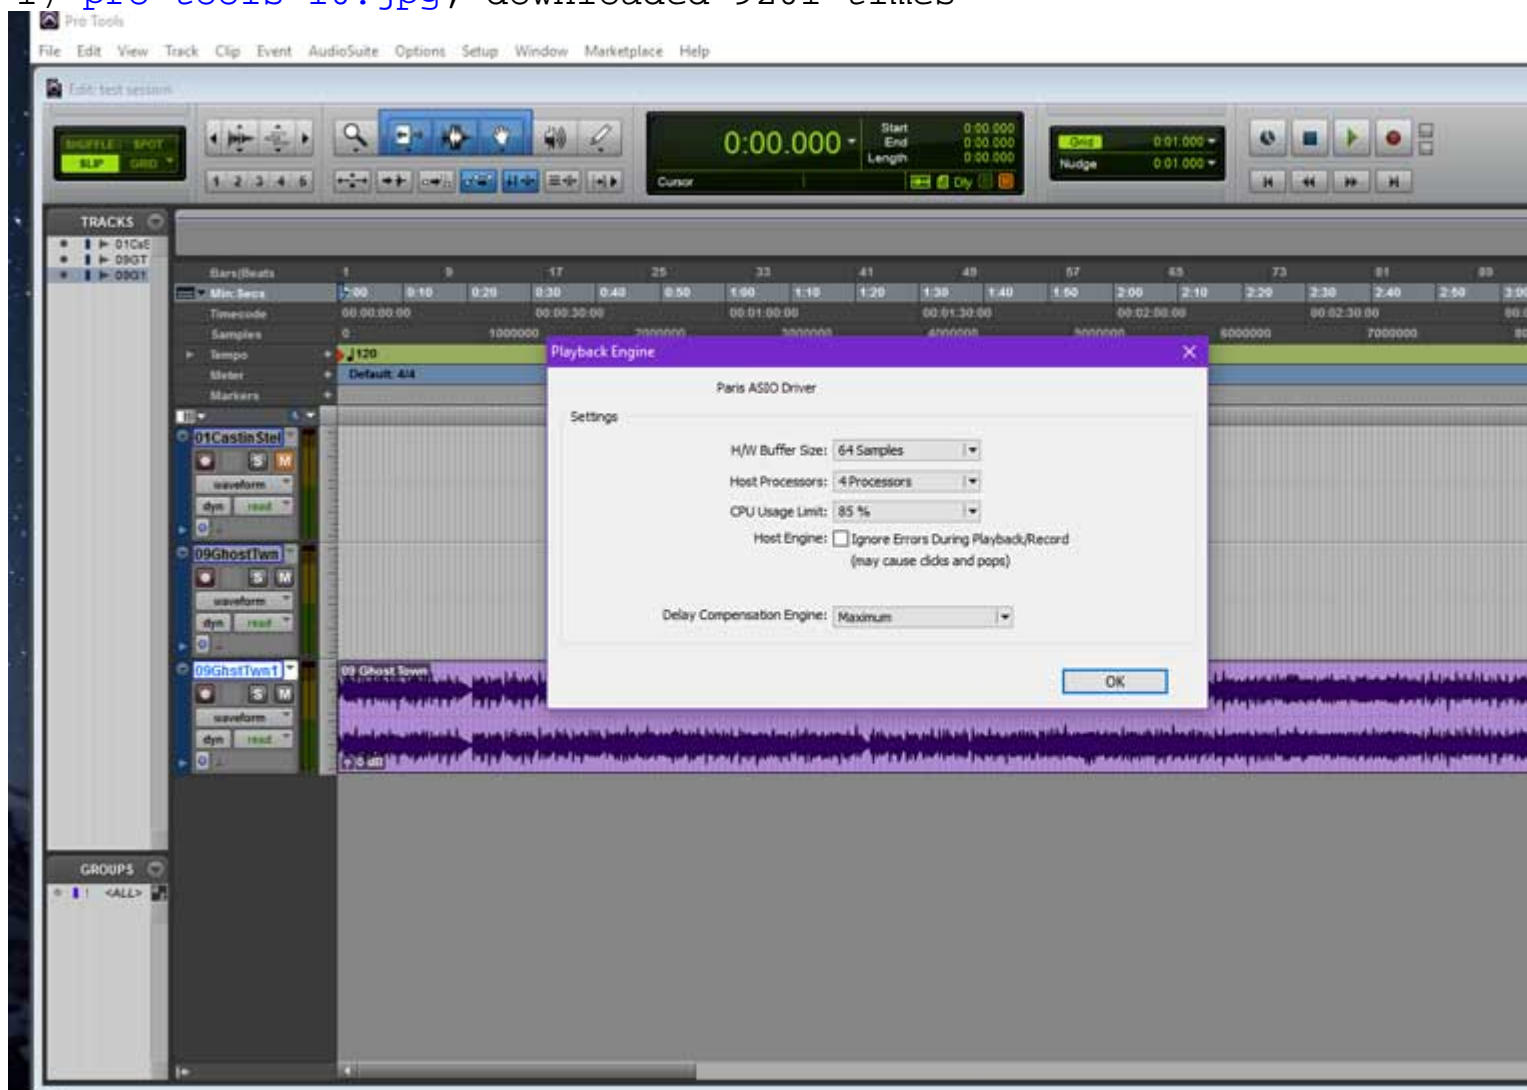 1) pro tools 10.jpg, downloaded 9201 times
Pro Tools
File Edit View Track Clip Event AudioSuite Options Setup Window Marketplace Help
Edit: test session
SHUFFLE SPOT
SLIP GRID
1 2 3 4 5
0:00.000
Start 0:00.000
End 0:00.000
Length 0:00.000
Cursor
Dly
Grid 0:01.000
Nudge 0:01.000
TRACKS
01CaS
09GT
09GT
Bars|Beats 1 9 17 25 33 41 49 57 65 73 81 89
Min:Secs 0:00 0:10 0:20 0:30 0:40 0:50 1:00 1:10 1:20 1:30 1:40 1:50 2:00 2:10 2:20 2:30 2:40 2:50 3:00
Timecode 00:00:00:00 00:00:30:00 00:01:00:00 00:01:30:00 00:02:00:00 00:02:30:00
Samples 0 1000000 2000000 3000000 4000000 5000000 6000000 7000000
Tempo 120
Meter Default: 4/4
Markers
Playback Engine
Paris ASIO Driver
Settings
H/W Buffer Size: 64 Samples
Host Processors: 4 Processors
CPU Usage Limit: 85 %
Host Engine: Ignore Errors During Playback/Record
(may cause clicks and pops)
Delay Compensation Engine: Maximum
OK
01CastinStel
S M
waveform
dyn read
09GhostTwn
S M
waveform
dyn read
09GhstTwn1
S M
waveform
dyn read
09 Ghost Town
0 dB
GROUPS
! <ALL>